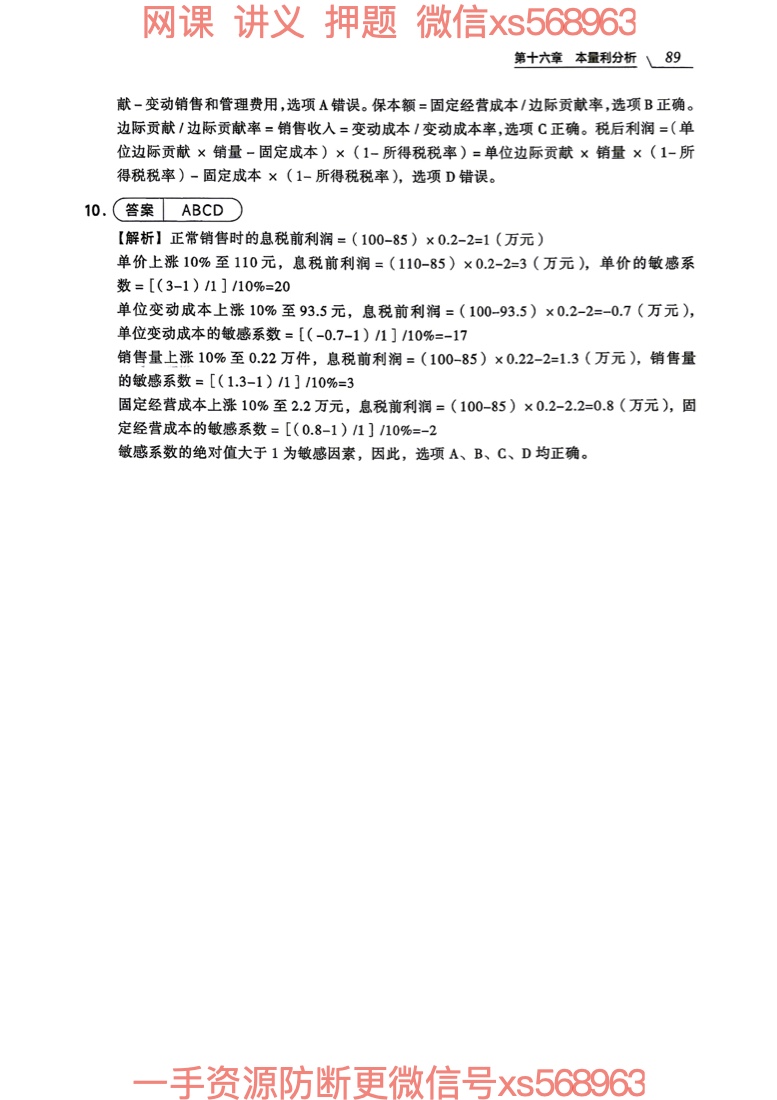 网课 讲义 押题 微信xs568963
第十六章 本量利分析 89
献－变动销售和管理费用,选项A错误。保本额=固定经营成本/边际贡献率,选项B正确。
边际贡献/边际贡献率=销售收入=变动成本/变动成本率,选项C正确。税后利润=(单
位边际贡献×销量－固定成本)×(1-所得税税率)=单位边际贡献×销量×(1-所
得税税率)－固定成本×(1-所得税税率),选项D错误。
10. 答案 ABCD
【解析】正常销售时的息税前利润=(100-85)×0.2-2=1(万元)
单价上涨10%至110元,息税前利润=(110-85)×0.2-2=3(万元),单价的敏感系
数=[(3-1)/1]/10%=20
单位变动成本上涨10%至93.5元,息税前利润=(100-93.5)×0.2-2=-0.7(万元),
单位变动成本的敏感系数=[(-0.7-1)/1]/10%=-17
销售量上涨10%至0.22万件,息税前利润=(100-85)×0.22-2=1.3(万元),销售量
的敏感系数=[(1.3-1)/1]/10%=3
固定经营成本上涨10%至2.2万元,息税前利润=(100-85)×0.2-2.2=0.8(万元),固
定经营成本的敏感系数=[(0.8-1)/1]/10%=-2
敏感系数的绝对值大于1为敏感因素,因此,选项A、B、C、D均正确。
一手资源防断更微信号xs568963